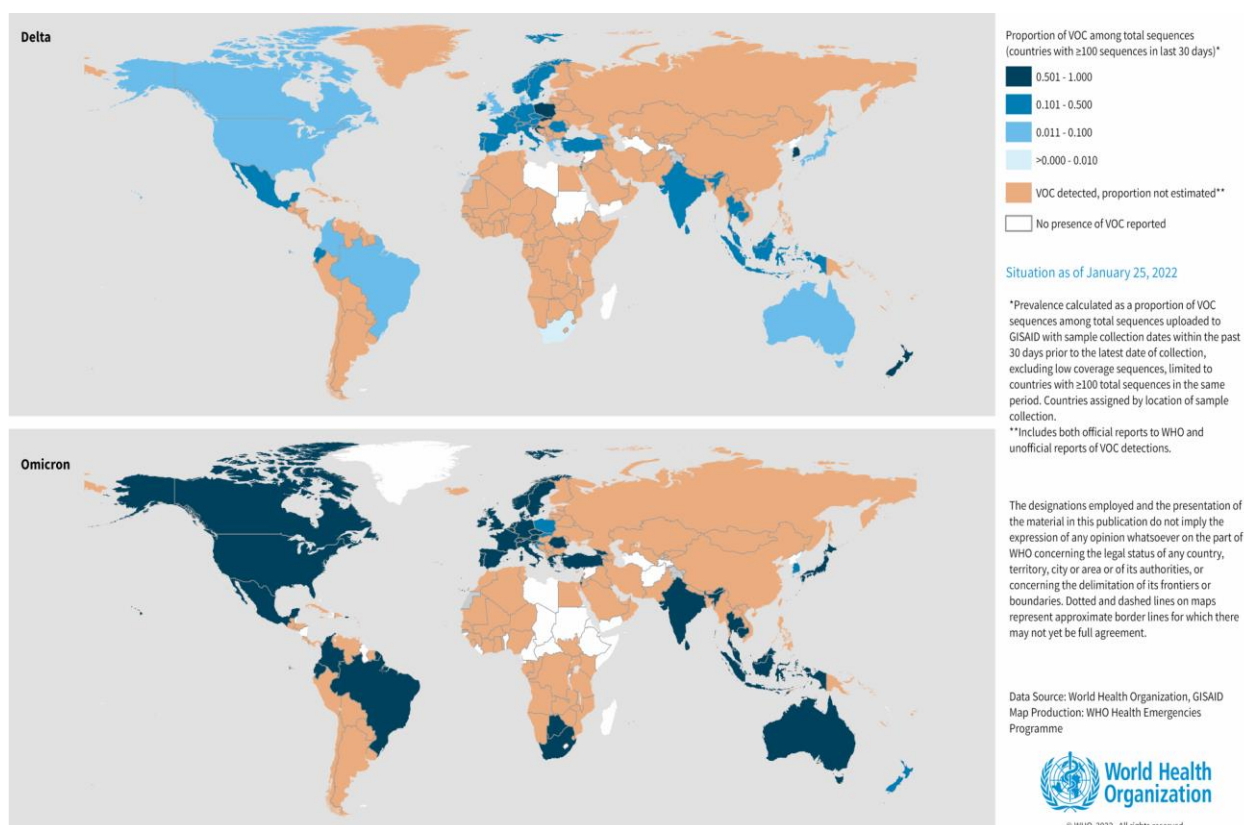 Delta
Proportion of VOC among total sequences
(countries with ≥100 sequences in last 30 days)*
0.501 - 1.000
0.101 - 0.500
0.011 - 0.100
>0.000 - 0.010
VOC detected, proportion not estimated**
No presence of VOC reported
Situation as of January 25, 2022
*Prevalence calculated as a proportion of VOC
sequences among total sequences uploaded to
GISAID with sample collection dates within the past
30 days prior to the latest date of collection,
excluding low coverage sequences, limited to
countries with ≥100 total sequences in the same
period. Countries assigned by location of sample
collection.
**Includes both official reports to WHO and
unofficial reports of VOC detections.
Omicron
The designations employed and the presentation of
the material in this publication do not imply the
expression of any opinion whatsoever on the part of
WHO concerning the legal status of any country,
territory, city or area or of its authorities, or
concerning the delimitation of its frontiers or
boundaries. Dotted and dashed lines on maps
represent approximate border lines for which there
may not yet be full agreement.
Data Source: World Health Organization, GISAID
Map Production: WHO Health Emergencies
Programme
World Health
Organization
© WHO 2022. All rights reserved